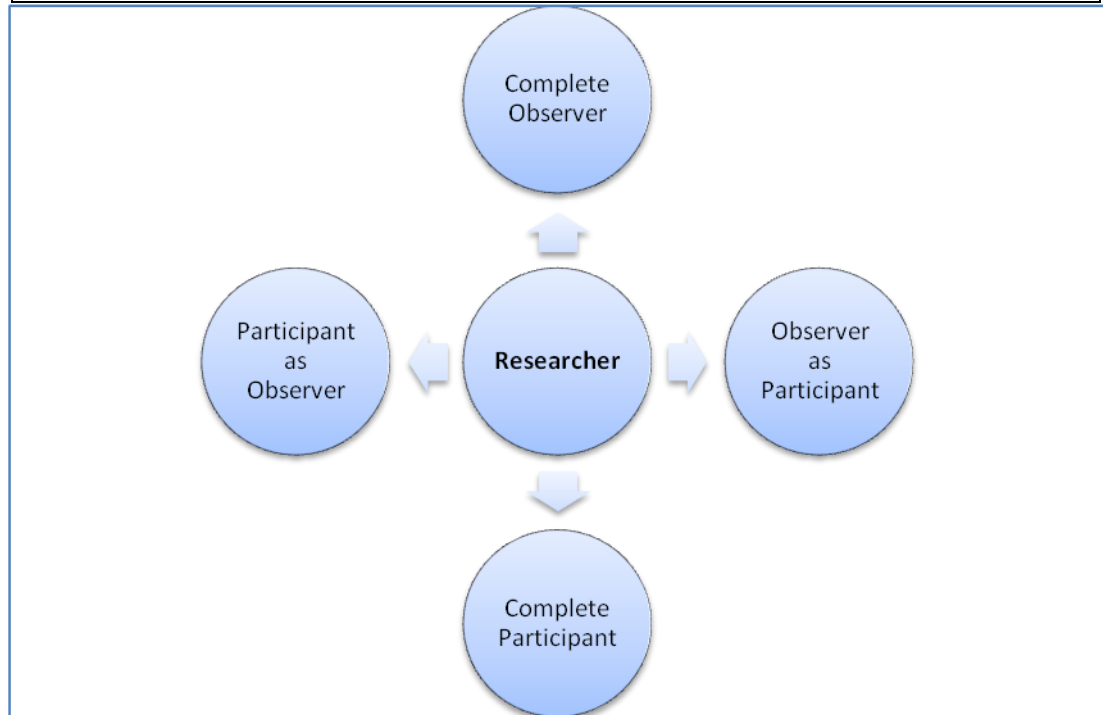 Complete
Observer
Participant
as
Observer
Researcher
Observer
as
Participant
Complete
Participant